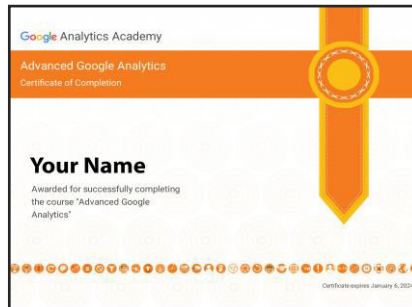 Google Analytics Academy
Advanced Google Analytics
Certificate of Completion
Your Name
Awarded for successfully completing
the course "Advanced Google
Analytics"
Certificate expires January 6, 202